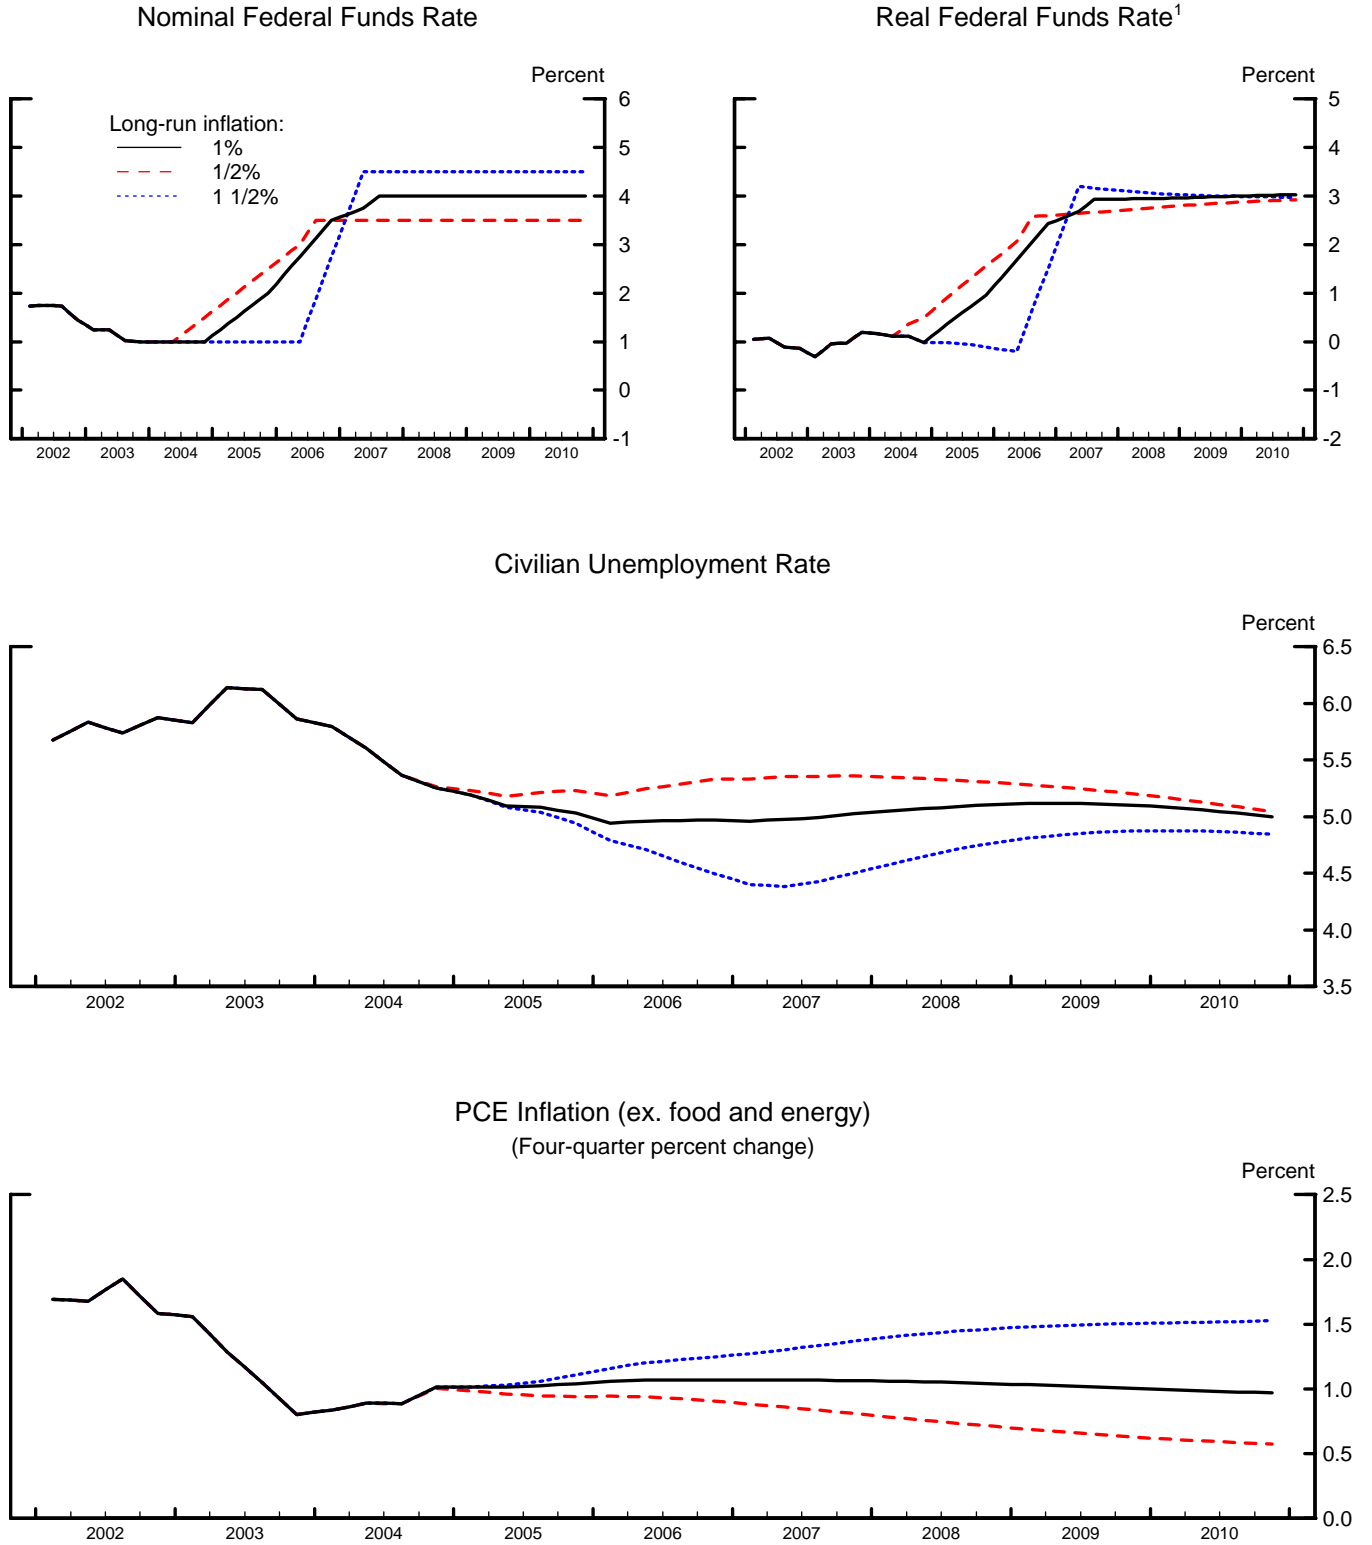 Nominal Federal Funds Rate
Percent
Long-run inflation:
1%
1/2%
1 1/2%
6
5
4
3
2
1
0
-1
2002 2003 2004 2005 2006 2007 2008 2009 2010
Real Federal Funds Rate¹
Percent
5
4
3
2
1
0
-1
-2
2002 2003 2004 2005 2006 2007 2008 2009 2010
Civilian Unemployment Rate
Percent
6.5
6.0
5.5
5.0
4.5
4.0
3.5
2002 2003 2004 2005 2006 2007 2008 2009 2010
PCE Inflation (ex. food and energy)
(Four-quarter percent change)
Percent
2.5
2.0
1.5
1.0
0.5
0.0
2002 2003 2004 2005 2006 2007 2008 2009 2010